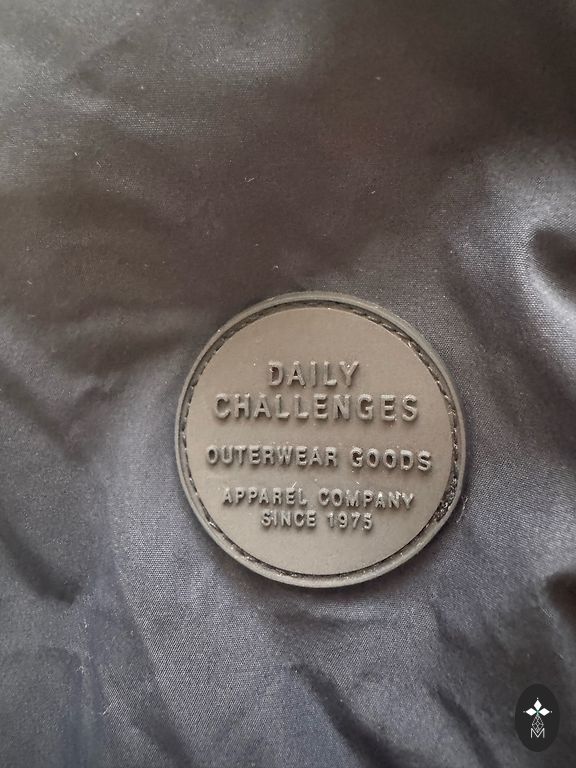 DAILY
CHALLENGES
OUTERWEAR GOODS
APPAREL COMPANY
SINCE 1975